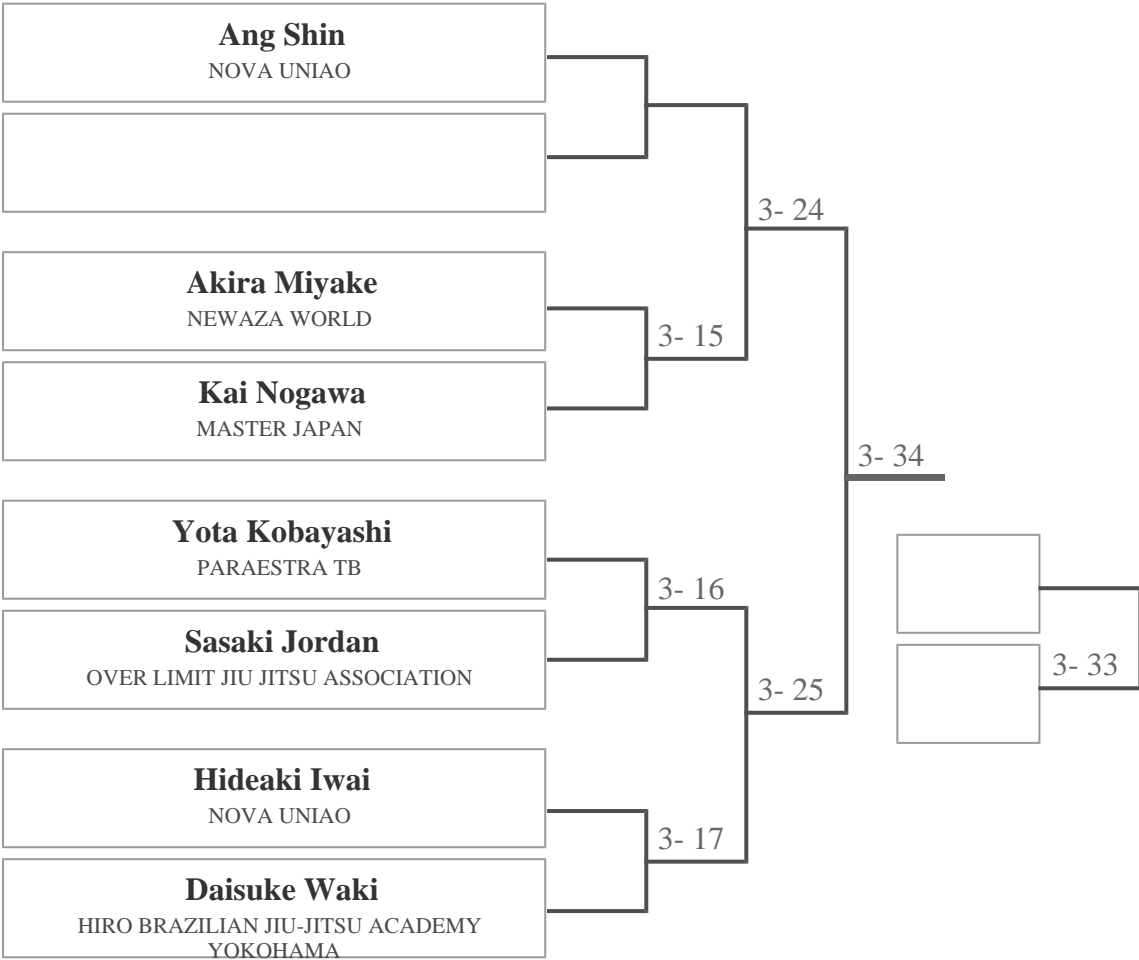 Ang Shin
NOVA UNIAO
3- 24
Akira Miyake
NEWAZA WORLD
3- 15
Kai Nogawa
MASTER JAPAN
3- 34
Yota Kobayashi
PARAESTRA TB
3- 16
Sasaki Jordan
OVER LIMIT JIU JITSU ASSOCIATION
3- 33
3- 25
Hideaki Iwai
NOVA UNIAO
3- 17
Daisuke Waki
HIRO BRAZILIAN JIU-JITSU ACADEMY
YOKOHAMA